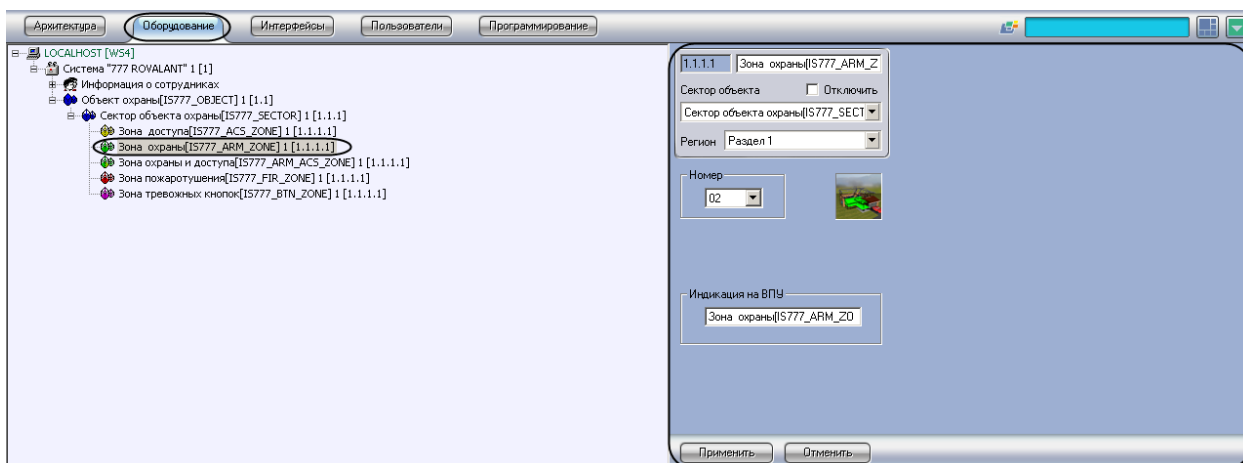 Архитектура Оборудование Интерфейсы Пользователи Программирование
LOCALHOST [WS4]
Система "777 ROVALANT" 1 [1]
Информация о сотрудниках
Объект охраны[IS777_OBJECT] 1 [1.1]
Сектор объекта охраны[IS777_SECTOR] 1 [1.1.1]
Зона доступа[IS777_ACS_ZONE] 1 [1.1.1.1]
Зона охраны[IS777_ARM_ZONE] 1 [1.1.1.1]
Зона охраны и доступа[IS777_ARM_ACS_ZONE] 1 [1.1.1.1]
Зона пожаротушения[IS777_FIR_ZONE] 1 [1.1.1.1]
Зона тревожных кнопок[IS777_BTN_ZONE] 1 [1.1.1.1]
1.1.1.1 Зона охраны[IS777_ARM_Z
Сектор объекта Отключить
Сектор объекта охраны[IS777_SECT
Регион Раздел 1
Номер
02
Индикация на ВПУ
Зона охраны[IS777_ARM_ZO
Применить Отменить